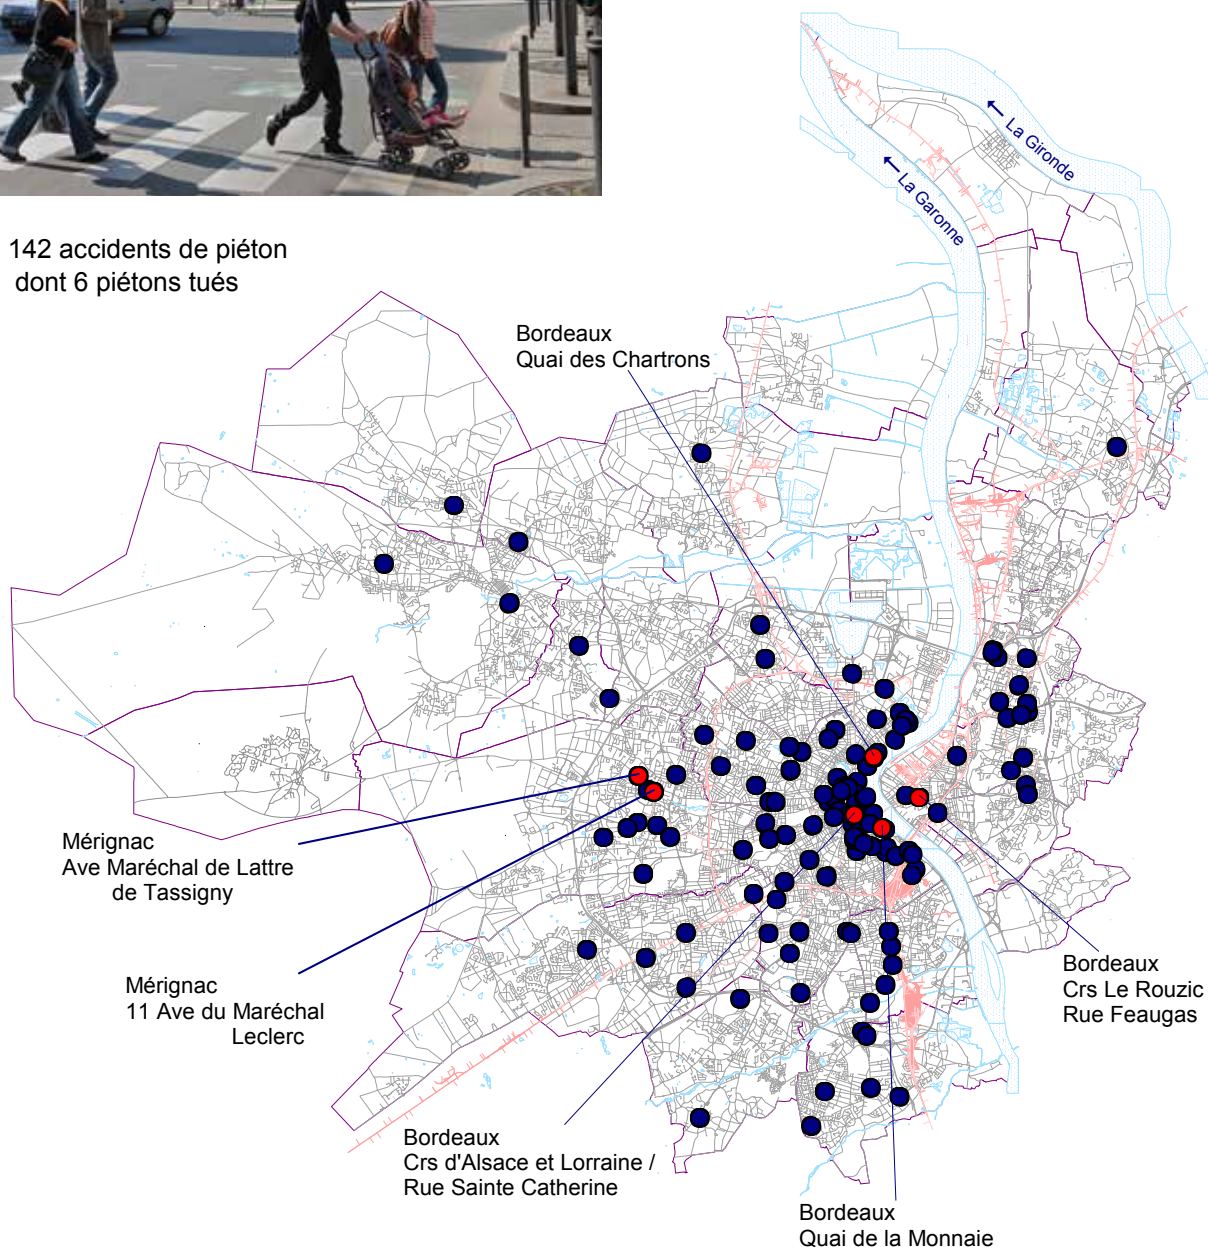 142 accidents de piéton
dont 6 piétons tués
La Gironde
La Garonne
Bordeaux
Quai des Chartrons
Mérignac
Ave Maréchal de Lattre
de Tassigny
Mérignac
11 Ave du Maréchal
Leclerc
Bordeaux
Crs d'Alsace et Lorraine /
Rue Sainte Catherine
Bordeaux
Quai de la Monnaie
Bordeaux
Crs Le Rouzic
Rue Feaugas